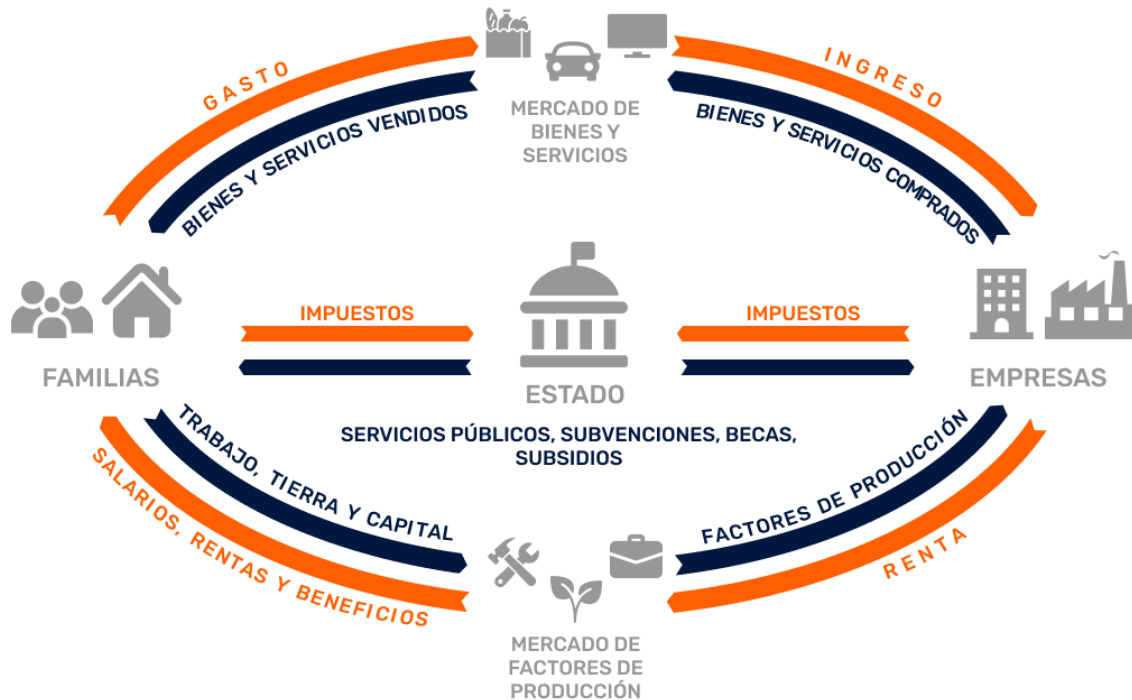 GASTO
INGRESO
MERCADO DE
BIENES Y
SERVICIOS
BIENES Y SERVICIOS VENDIDOS
BIENES Y SERVICIOS COMPRADOS
IMPUESTOS
IMPUESTOS
FAMILIAS
ESTADO
EMPRESAS
SERVICIOS PÚBLICOS, SUBVENCIONES, BECAS,
SUBSIDIOS
TRABAJO, TIERRA Y CAPITAL
FACTORES DE PRODUCCIÓN
SALARIOS, RENTAS Y BENEFICIOS
RENTA
MERCADO DE
FACTORES DE
PRODUCCIÓN